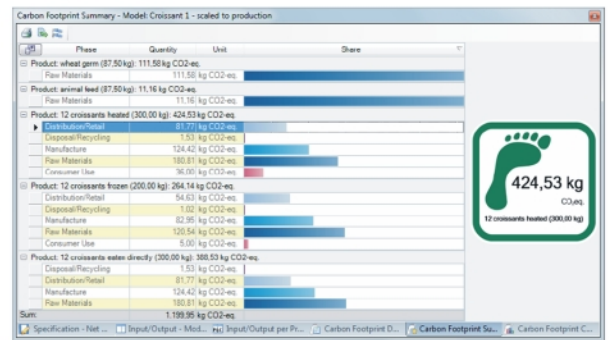 Carbon Footprint Summary - Model: Croissant 1 - scaled to production
Phase Quantity Unit Share
Product: wheat germ (87,50 kg): 111,58 kg CO2-eq.
Raw Materials 111,58 kg CO2-eq.
Product: animal feed (87,50 kg): 11,16 kg CO2-eq.
Raw Materials 11,16 kg CO2-eq.
Product: 12 croissants heated (300,00 kg): 424,53 kg CO2-eq.
Distribution/Retail 81,77 kg CO2-eq.
Disposal/Recycling 1,53 kg CO2-eq.
Manufacture 124,42 kg CO2-eq.
Raw Materials 180,81 kg CO2-eq.
Consumer Use 36,00 kg CO2-eq.
Product: 12 croissants frozen (200,00 kg): 264,14 kg CO2-eq.
Distribution/Retail 54,63 kg CO2-eq.
Disposal/Recycling 1,02 kg CO2-eq.
Manufacture 82,95 kg CO2-eq.
Raw Materials 120,54 kg CO2-eq.
Consumer Use 5,00 kg CO2-eq.
Product: 12 croissants eaten directly (300,00 kg): 388,53 kg CO2-eq.
Disposal/Recycling 1,53 kg CO2-eq.
Distribution/Retail 81,77 kg CO2-eq.
Manufacture 124,42 kg CO2-eq.
Raw Materials 180,81 kg CO2-eq.
Sum: 1.199,95 kg CO2-eq.
424,53 kg
CO₂eq.
12 croissants heated (300,00 kg)
Specification - Net ... Input/Output - Mod... Input/Output per Pr... Carbon Footprint D... Carbon Footprint Su... Carbon Footprint C...